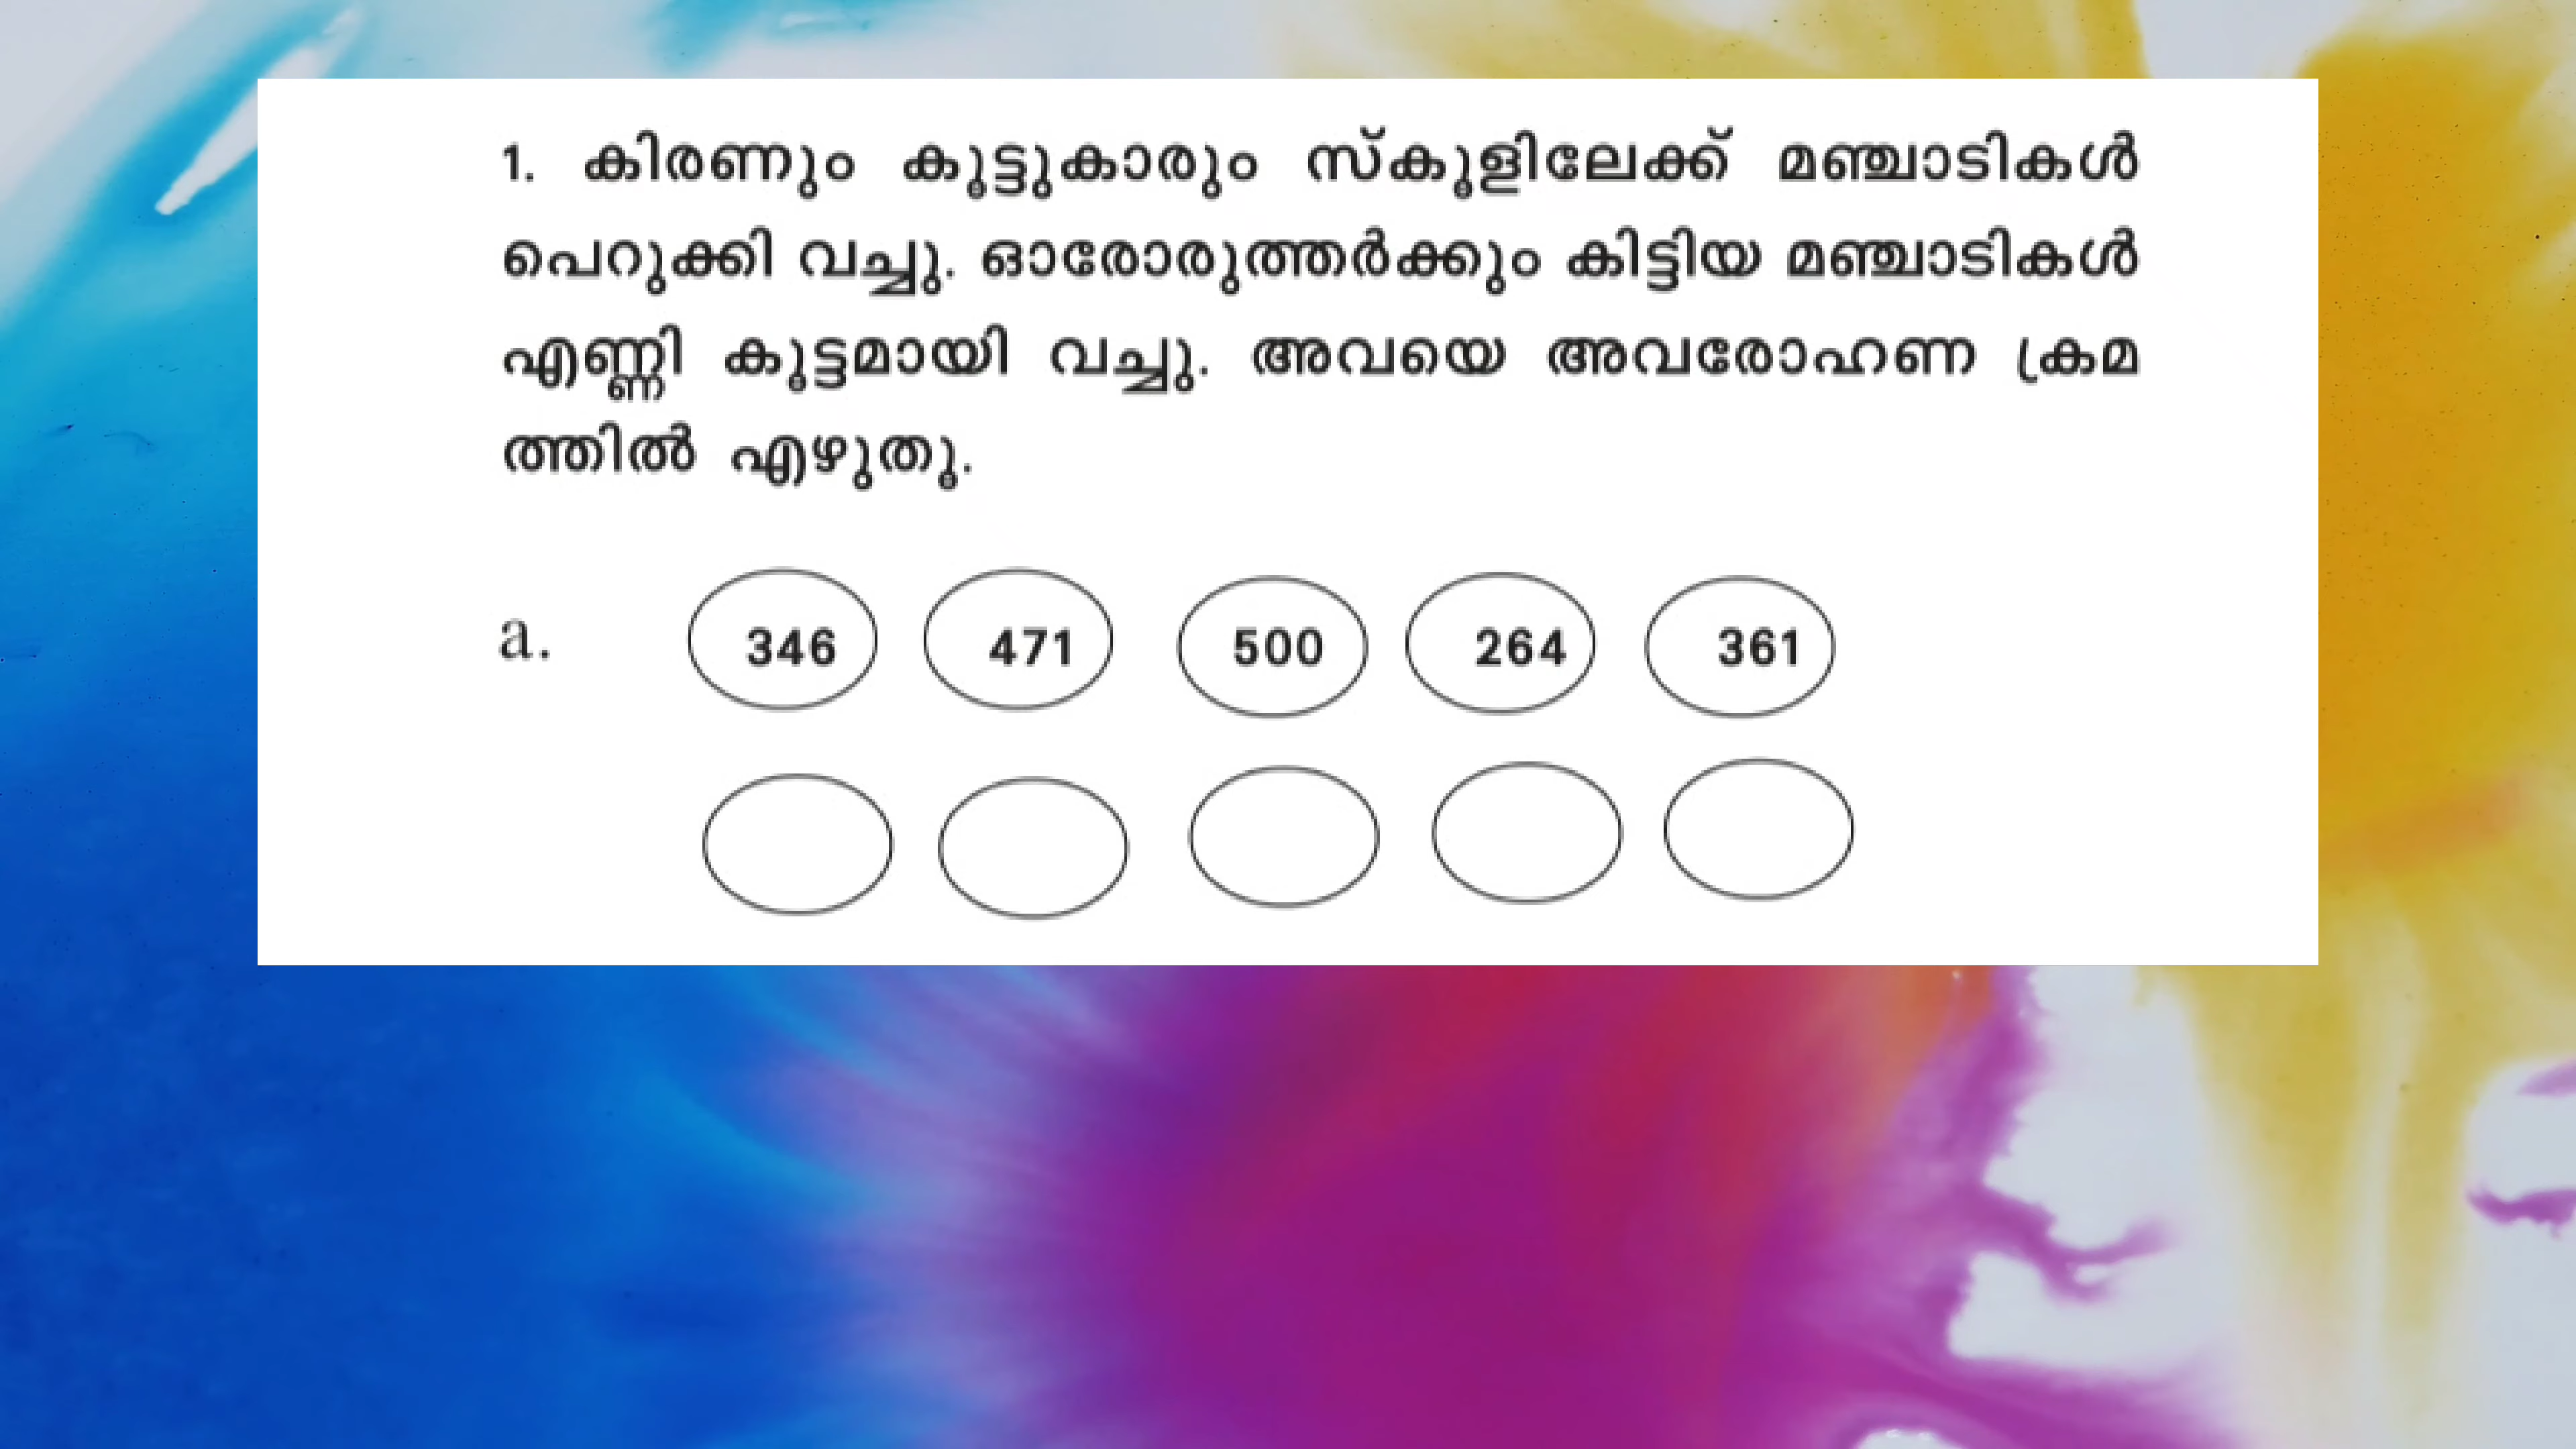 1. കിരണും കുട്ടുകാരും സ്കുളിലേക്ക് മഞ്ചാടികൾ
പെറുക്കി വച്ചു. ഓരോരുത്തർക്കും കിട്ടിയ മഞ്ചാടികൾ
എണ്ണി കുട്ടമായി വച്ചു. അവയെ അവരോഹണ ക്രമ
ത്തിൽ എഴുതു.
a. 346 471 500 264 361